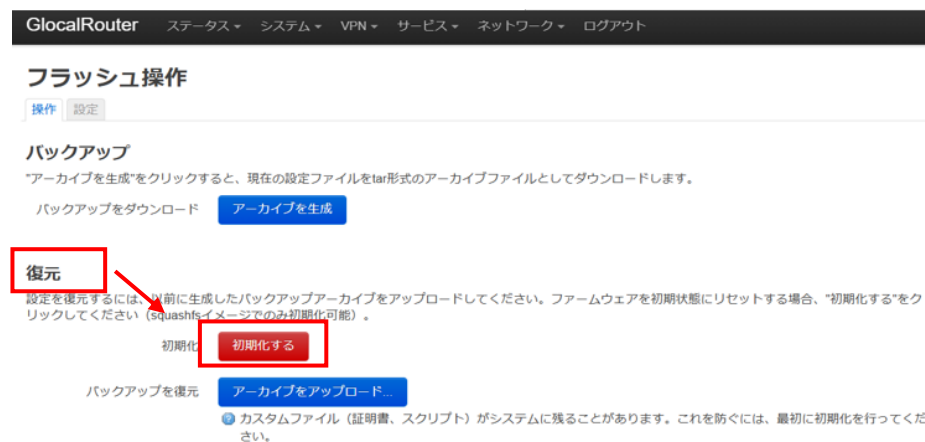 GlocalRouter ステータス システム VPN サービス ネットワーク ログアウト
フラッシュ操作
操作 設定
バックアップ
"アーカイブを生成"をクリックすると、現在の設定ファイルをtar形式のアーカイブファイルとしてダウンロードします。
バックアップをダウンロード アーカイブを生成
復元
設定を復元するには、以前に生成したバックアップアーカイブをアップロードしてください。ファームウェアを初期状態にリセットする場合、"初期化する"をク
リックしてください（squashfsイメージでのみ初期化可能）。
初期化 初期化する
バックアップを復元 アーカイブをアップロード...
カスタムファイル（証明書、スクリプト）がシステムに残ることがあります。これを防ぐには、最初に初期化を行ってくだ
さい。